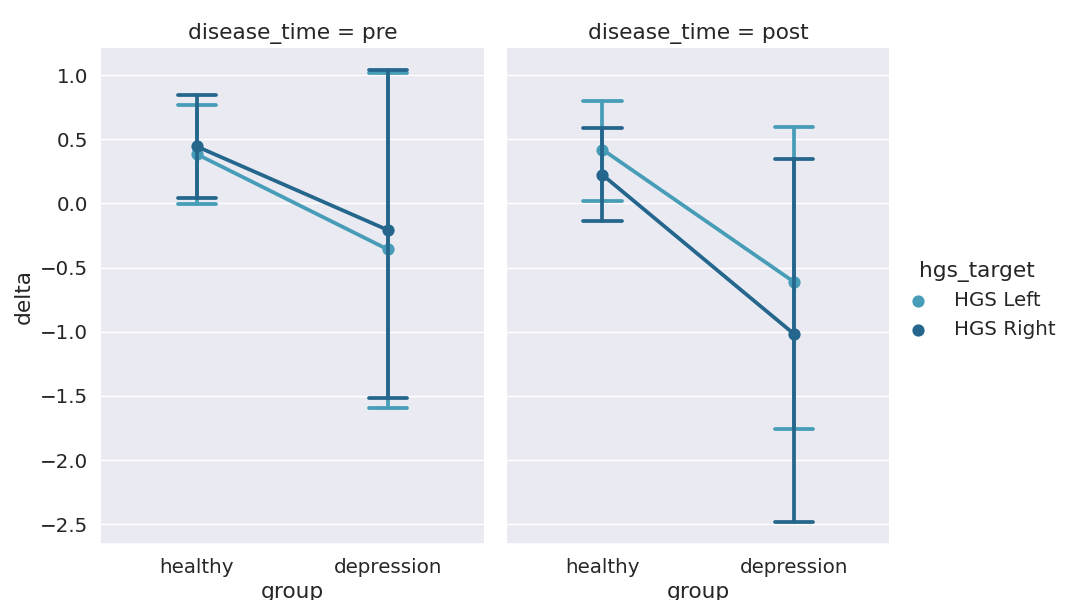 disease_time = pre
disease_time = post
delta
1.0
0.5
0.0
−0.5
−1.0
−1.5
−2.0
−2.5
healthy
depression
healthy
depression
group
group
hgs_target
HGS Left
HGS Right